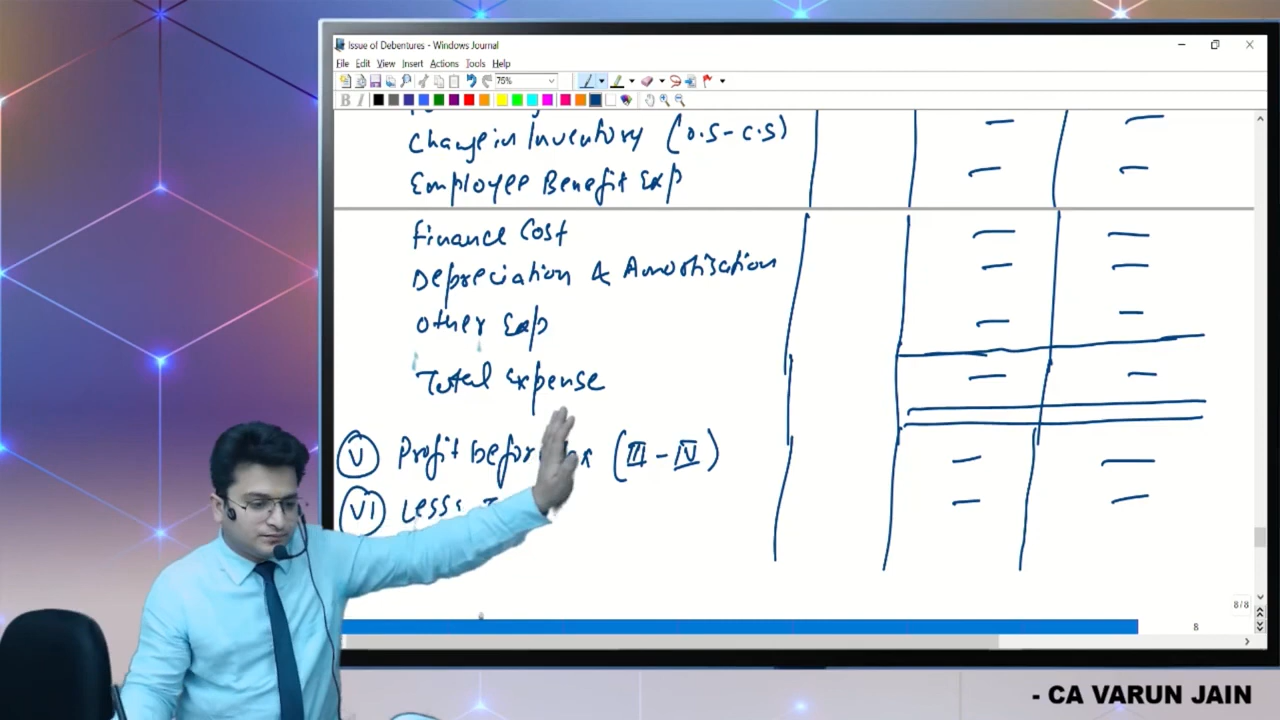 Issue of Debentures - Windows Journal
File Edit View Insert Actions Tools Help
75%
B I
Change in Inventory (O.S - C.S)
Employee Benefit Exp
Finance Cost
Depreciation & Amortisation
Other Exp
Total expense
V Profit before (III - IV)
VI Less:
8/8
8
- CA VARUN JAIN